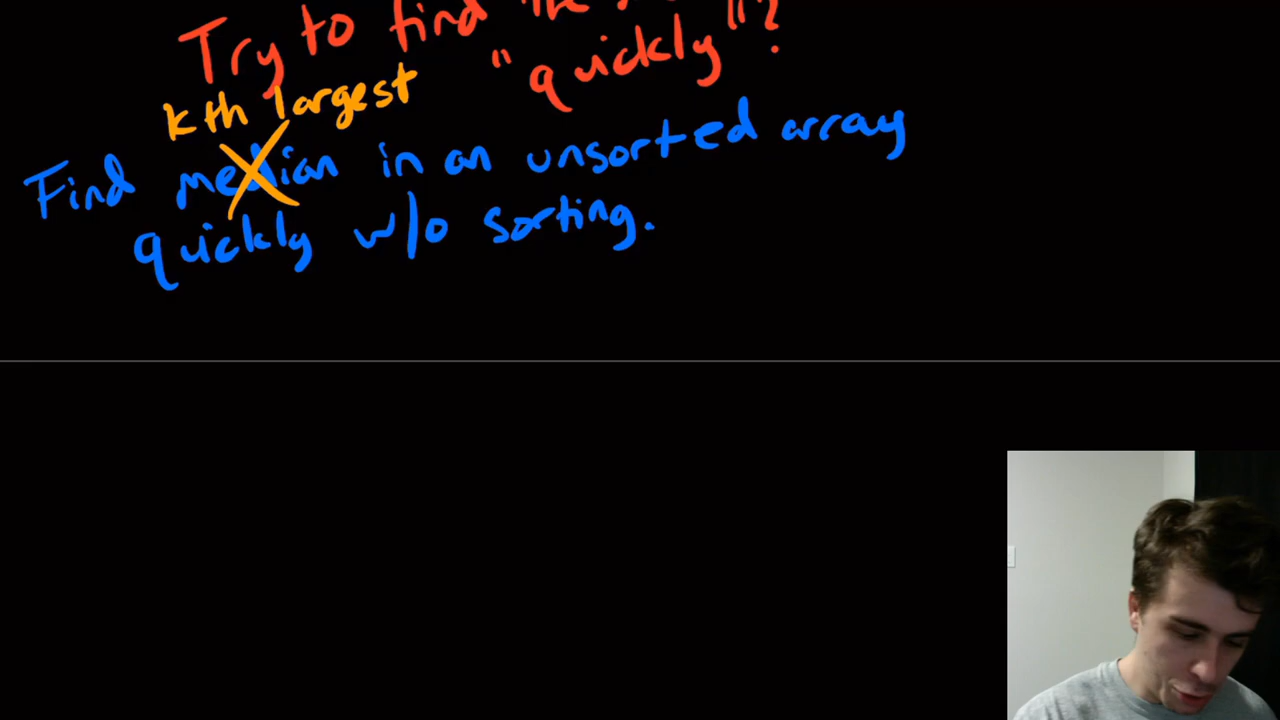 Try to find the
"quickly"?
kth largest
Find median in an unsorted array
quickly w/o sorting.